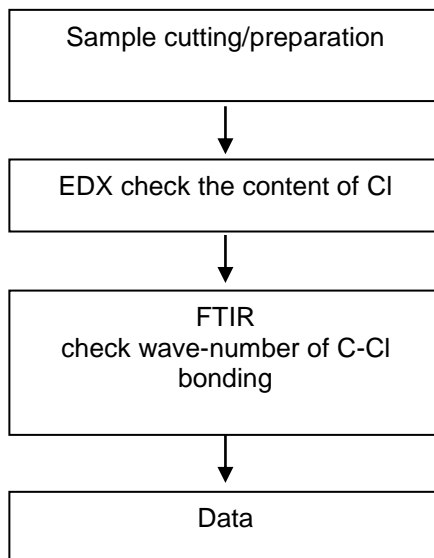 Sample cutting/preparation
EDX check the content of Cl
FTIR
check wave-number of C-Cl
bonding
Data